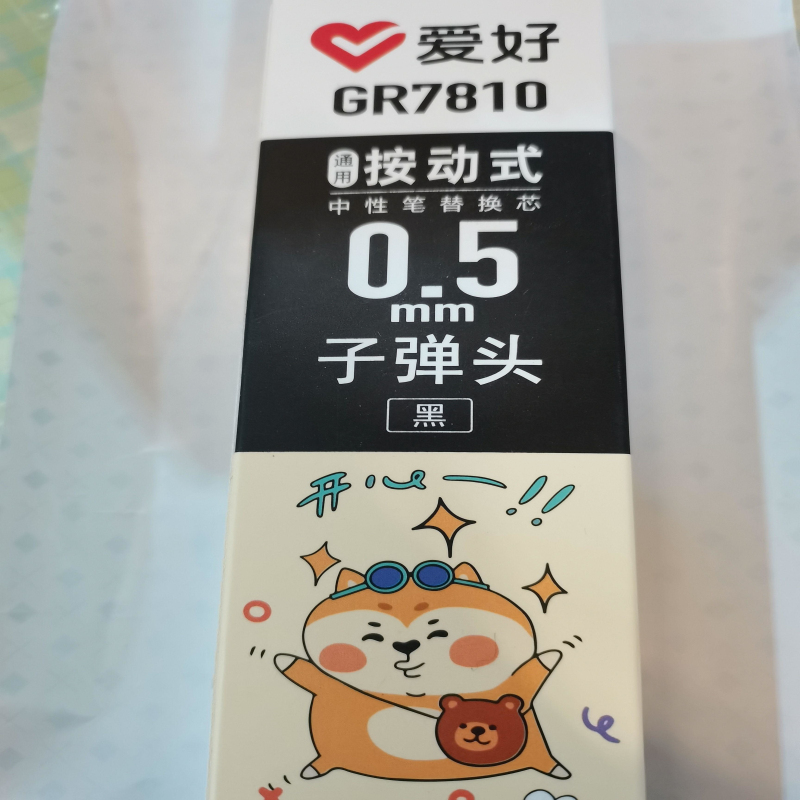 爱好
GR7810
通用 按动式
中性笔替换芯
0.5
mm
子弹头
黑
开心一!!